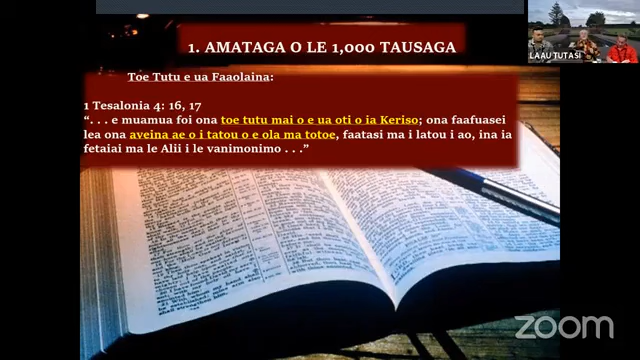 1. AMATAGA O LE 1,000 TAUSAGA
LAAU TUTASI
Toe Tutu e ua Faaolaina:
1 Tesalonia 4: 16, 17
“. . . e muamua foi ona toe tutu mai o e ua oti o ia Keriso; ona faafuasei
lea ona aveina ae o i tatou o e ola ma totoe, faatasi ma i latou i ao, ina ia
fetaiai ma le Alii i le vanimonimo . . .”
zoom